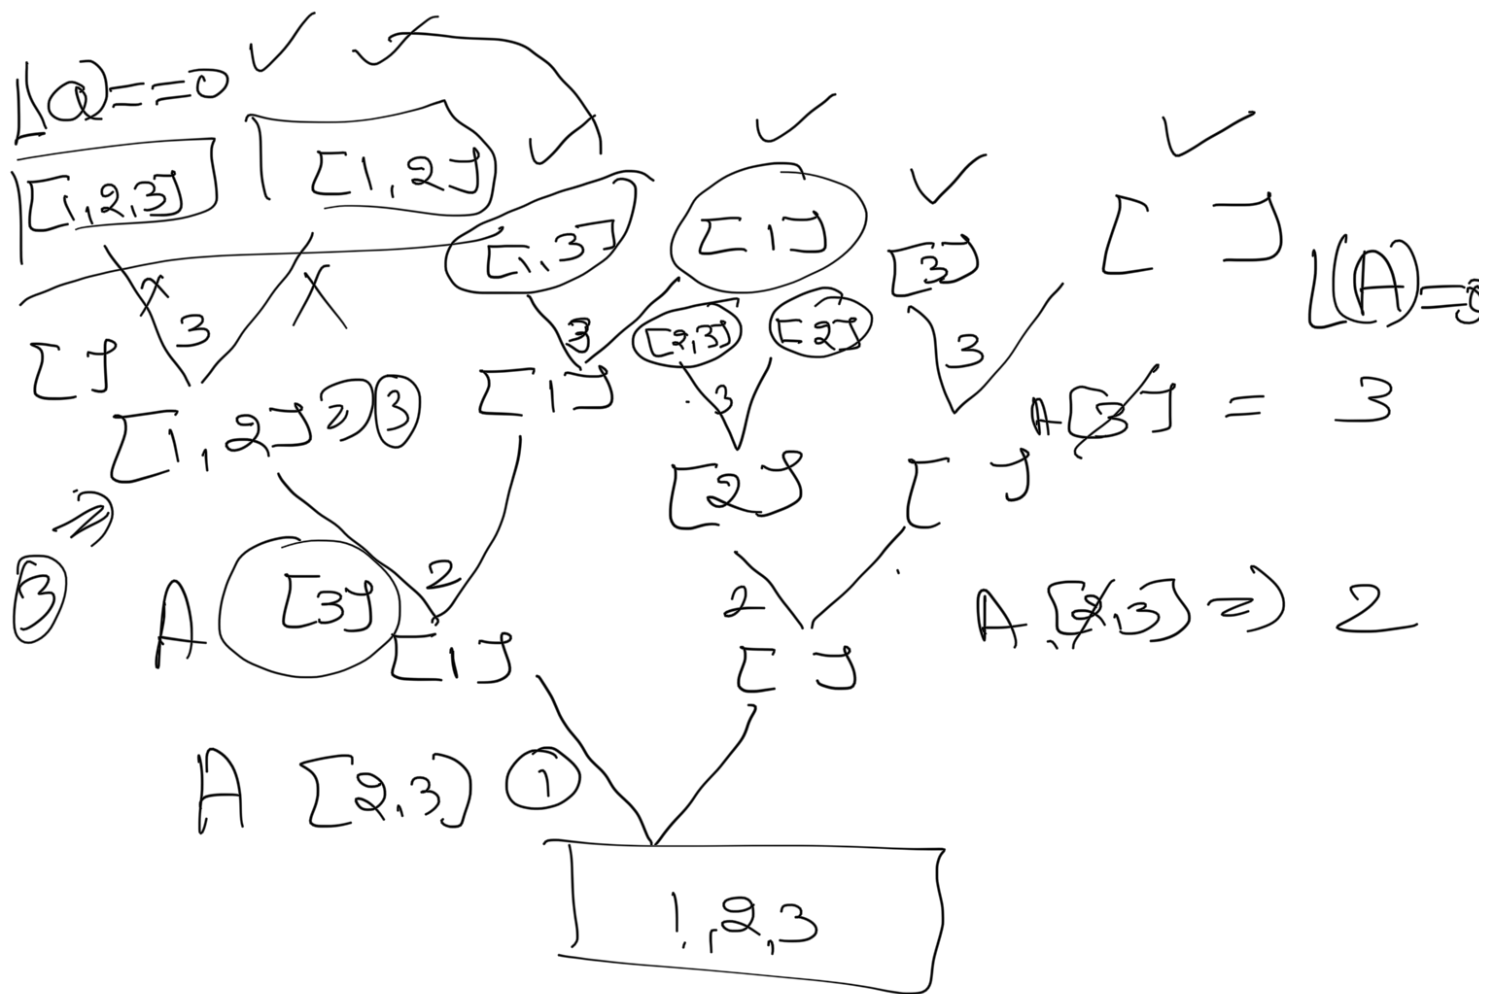 L(a)==0
[1,2,3] [1,2]
[1,3] [1] [3] [ ]
L(A)=0
X 3 X
[ ] 3 [2,3] [2] 3
[1,2] => 3 [1] 3 A[3] = 3
=> [2] [ ]
3 A [3] 2 [1] 2 [ ] A [2,3] => 2
A [2,3] 1
1,2,3